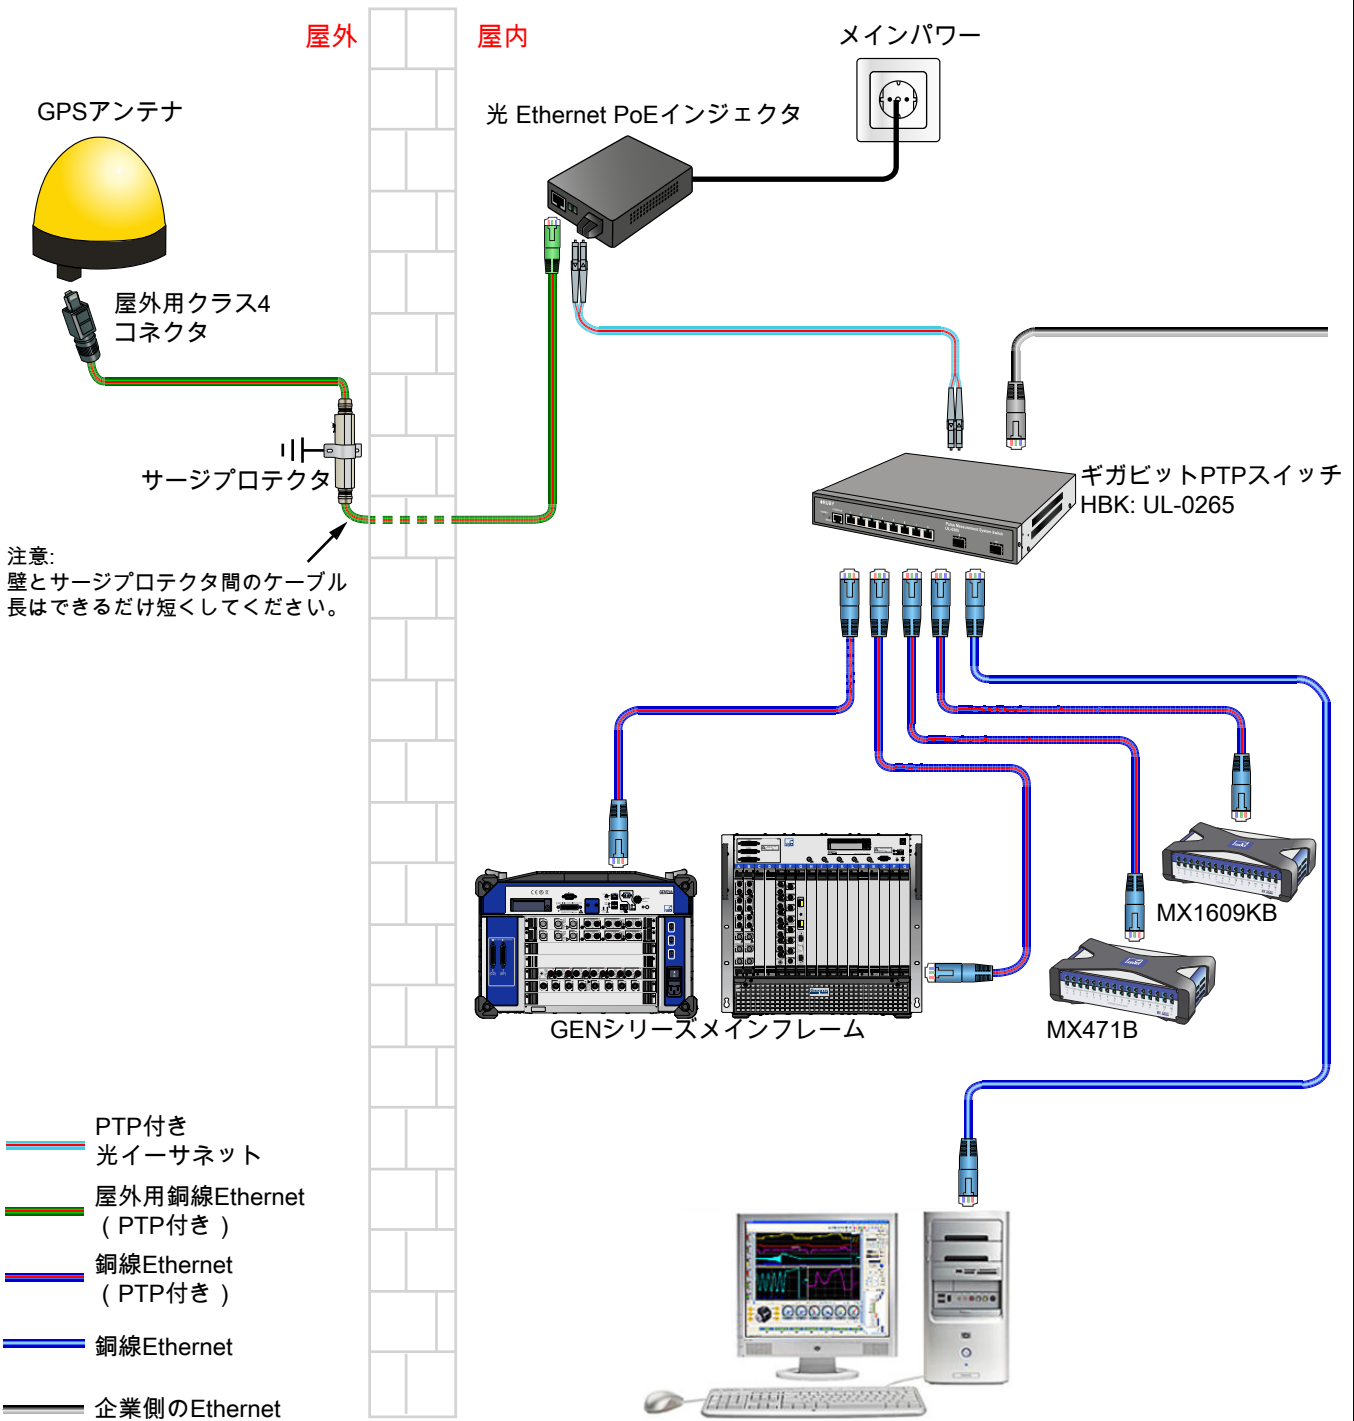 屋外
屋内
メインパワー
GPSアンテナ
光 Ethernet PoEインジェクタ
屋外用クラス4
コネクタ
サージプロテクタ
ギガビットPTPスイッチ
HBK: UL-0265
注意:
壁とサージプロテクタ間のケーブル
長はできるだけ短くしてください。
MX1609KB
GENシリーズメインフレーム
MX471B
PTP付き
光イーサネット
屋外用銅線Ethernet
（PTP付き）
銅線Ethernet
（PTP付き）
銅線Ethernet
企業側のEthernet